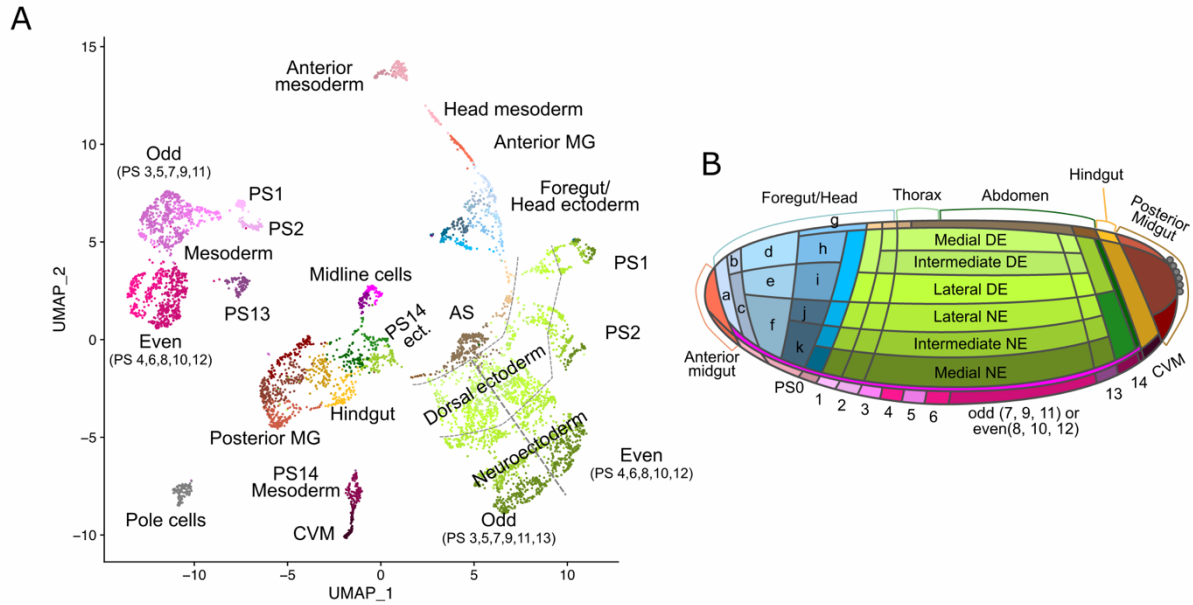 A
15
10
5
0
−5
−10
UMAP_2
−10
−5
0
5
10
UMAP_1
Anterior
mesoderm
Head mesoderm
Anterior MG
Odd
(PS 3,5,7,9,11)
PS1
PS2
Foregut/
Head ectoderm
Mesoderm
PS13
Even
(PS 4,6,8,10,12)
Midline cells
PS14
ect.
AS
PS1
PS2
Dorsal ectoderm
Hindgut
Posterior MG
Neuroectoderm
Even
(PS 4,6,8,10,12)
PS14
Mesoderm
Pole cells
CVM
Odd
(PS 3,5,7,9,11,13)
B
Hindgut
Foregut/Head
Thorax
Abdomen
Posterior
Midgut
g
b
d
h
a
e
i
c
f
j
k
Medial DE
Intermediate DE
Lateral DE
Lateral NE
Intermediate NE
Medial NE
Anterior
midgut
PS0
1
2
3
4
5
6
odd (7, 9, 11) or
even(8, 10, 12)
13
14
CVM